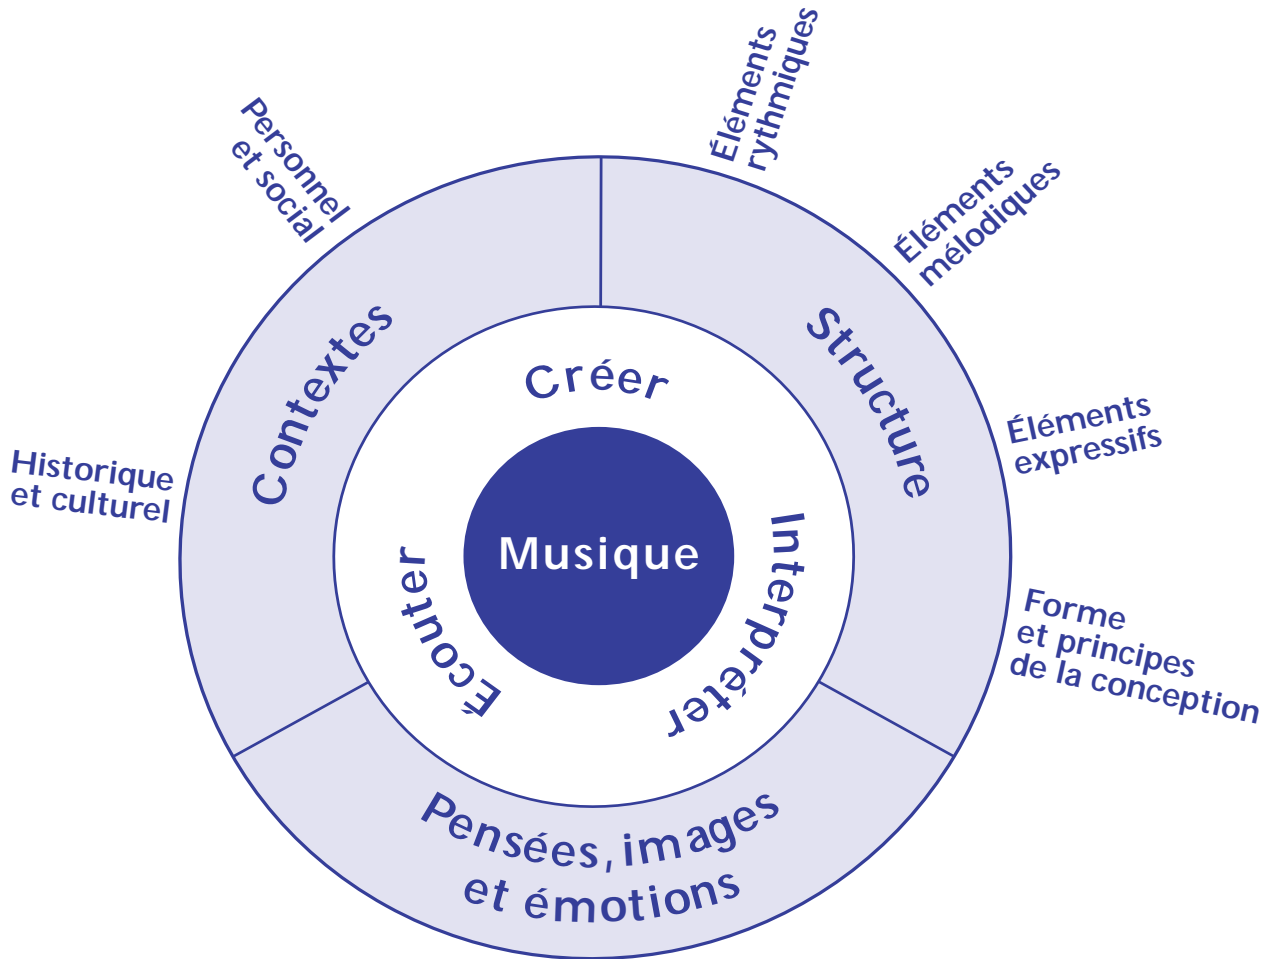 Éléments
rythmiques
Personnel
et social
Éléments
mélodiques
Contextes
Structure
Créer
Éléments
expressifs
Historique
et culturel
Musique
Interpréter
Écouter
Forme
et principes
de la conception
Pensées, images
et émotions